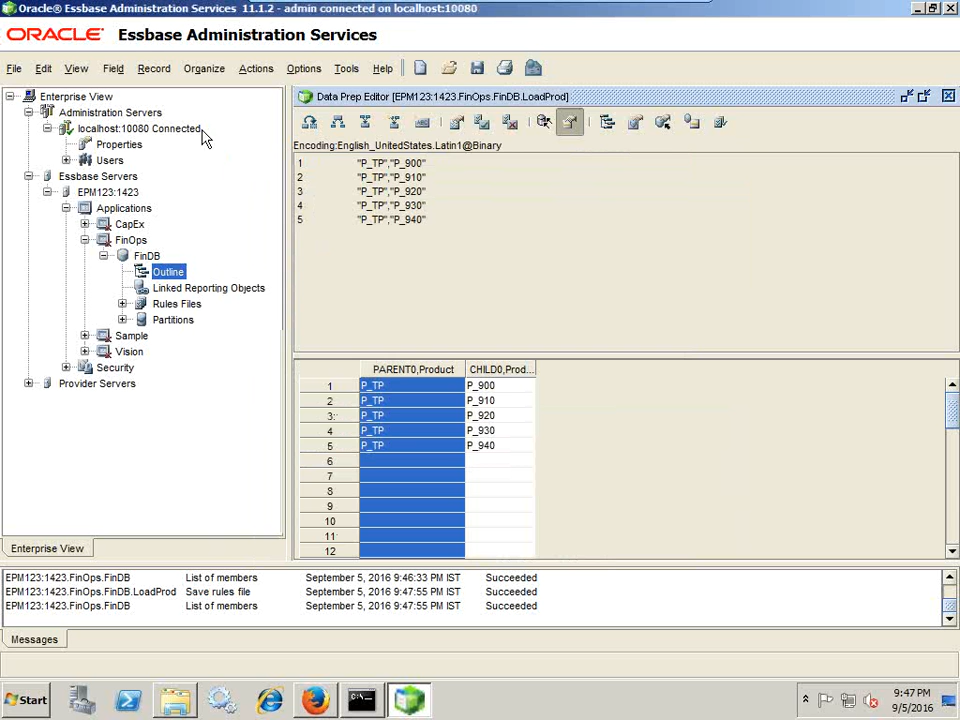 Oracle® Essbase Administration Services 11.1.2 - admin connected on localhost:10080
ORACLE® Essbase Administration Services
File Edit View Field Record Organize Actions Options Tools Help
Enterprise View
Administration Servers
localhost:10080 Connected
Properties
Users
Essbase Servers
EPM123:1423
Applications
CapEx
FinOps
FinDB
Outline
Linked Reporting Objects
Rules Files
Partitions
Sample
Vision
Security
Provider Servers
Enterprise View
Data Prep Editor [EPM123:1423.FinOps.FinDB.LoadProd]
Encoding:English_UnitedStates.Latin1@Binary
1 "P_TP","P_900"
2 "P_TP","P_910"
3 "P_TP","P_920"
4 "P_TP","P_930"
5 "P_TP","P_940"
PARENT0,Product CHILD0,Prod...
1 P_TP P_900
2 P_TP P_910
3 P_TP P_920
4 P_TP P_930
5 P_TP P_940
6
7
8
9
10
11
12
EPM123:1423.FinOps.FinDB List of members September 5, 2016 9:46:33 PM IST Succeeded
EPM123:1423.FinOps.FinDB.LoadProd Save rules file September 5, 2016 9:47:55 PM IST Succeeded
EPM123:1423.FinOps.FinDB List of members September 5, 2016 9:47:55 PM IST Succeeded
Messages
Start
9:47 PM
9/5/2016